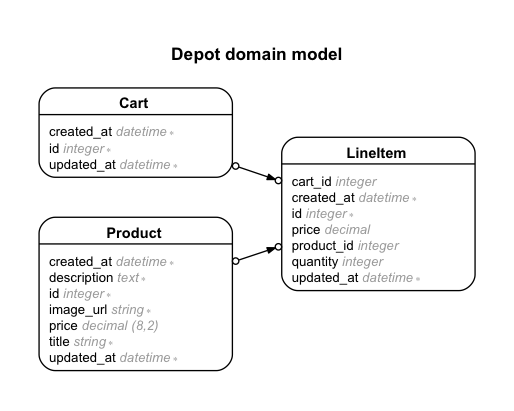 Depot domain model
Cart
created_at datetime *
id integer *
updated_at datetime *
Product
created_at datetime *
description text *
id integer *
image_url string *
price decimal (8,2)
title string *
updated_at datetime *
LineItem
cart_id integer
created_at datetime *
id integer *
price decimal
product_id integer
quantity integer
updated_at datetime *